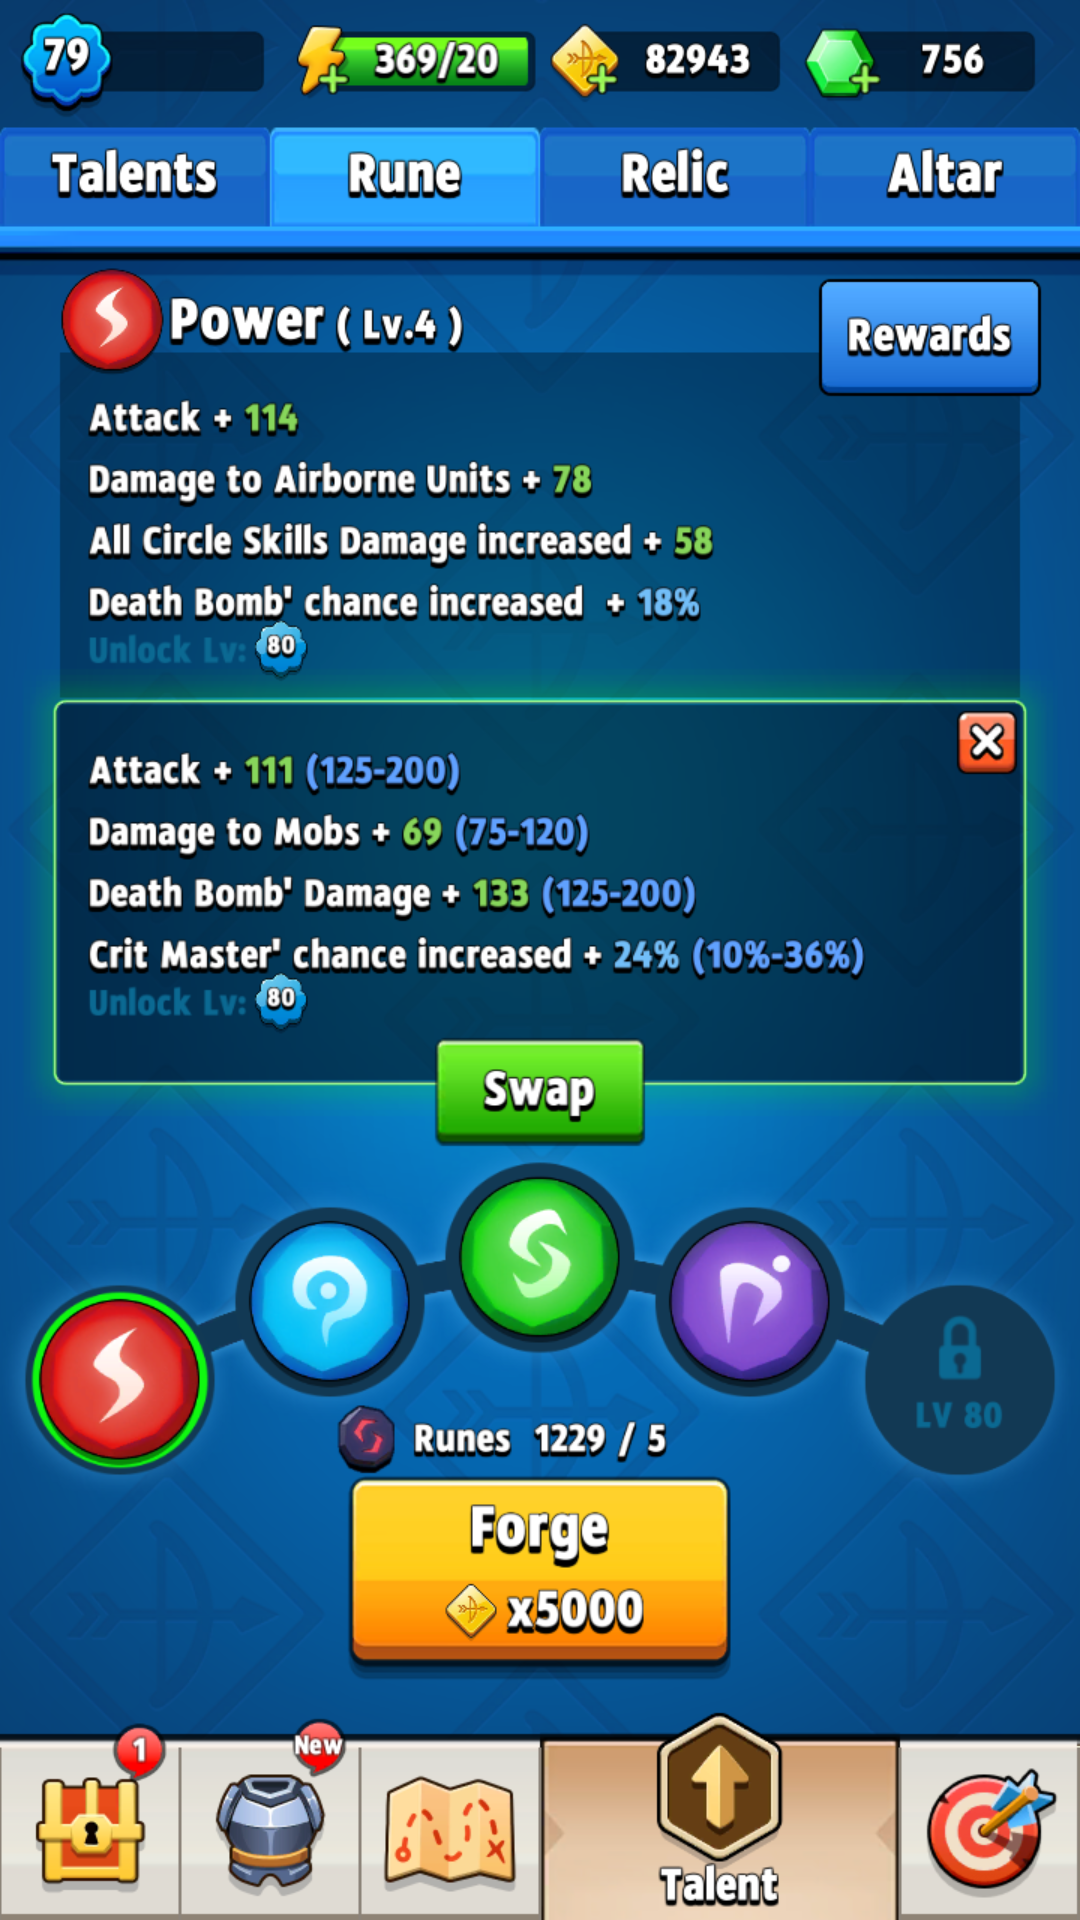 79
369/20
82943
756
Talents
Rune
Relic
Altar
Power ( Lv.4 )
Rewards
Attack + 114
Damage to Airborne Units + 78
All Circle Skills Damage increased + 58
Death Bomb' chance increased + 18%
Unlock Lv: 80
Attack + 111 (125-200)
Damage to Mobs + 69 (75-120)
Death Bomb' Damage + 133 (125-200)
Crit Master' chance increased + 24% (10%-36%)
Unlock Lv: 80
Swap
LV 80
Runes 1229 / 5
Forge
x5000
1
New
Talent